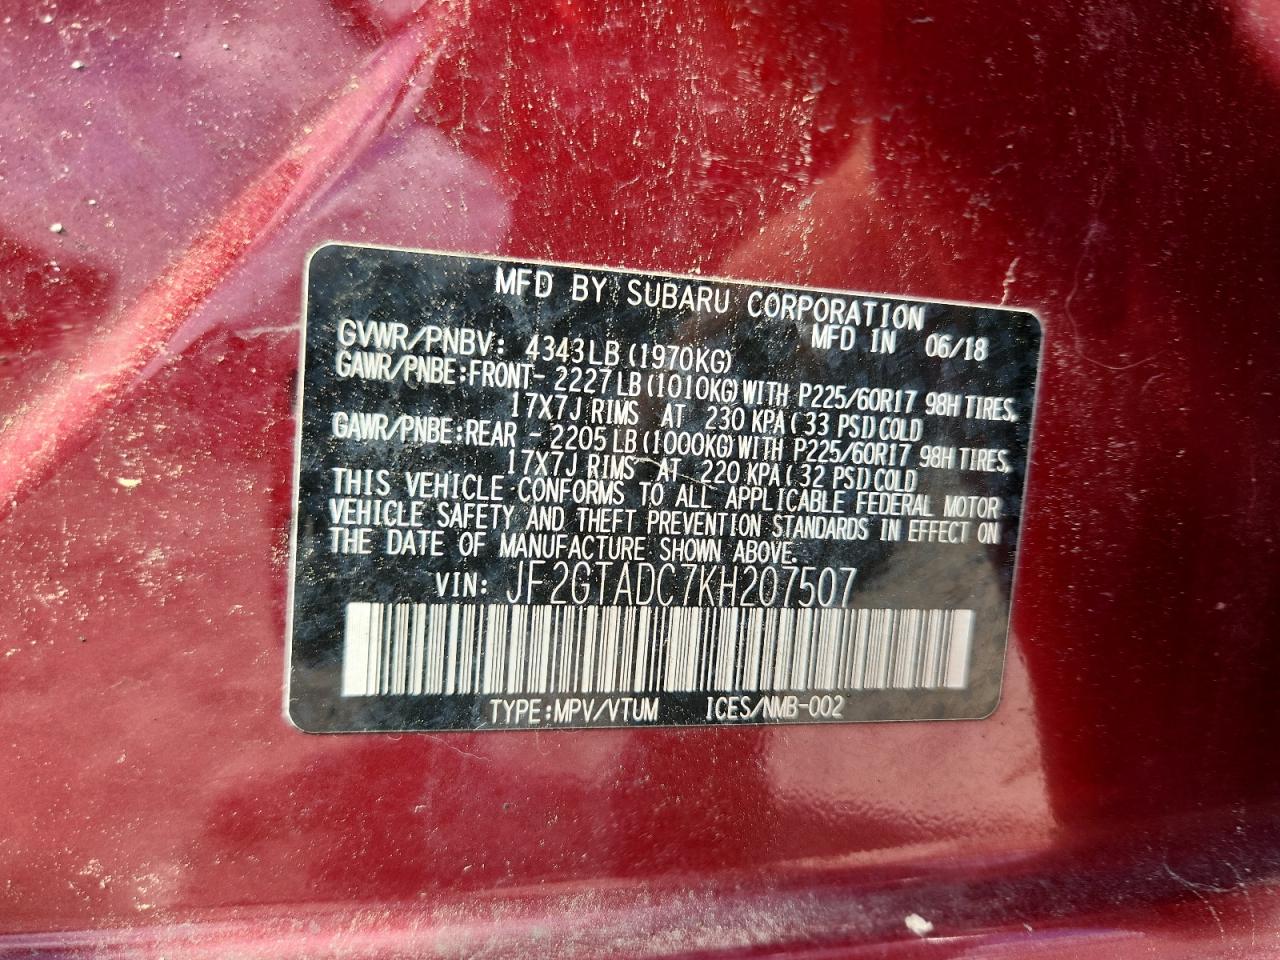 MFD BY SUBARU CORPORATION
MFD IN 06/18
GVWR/PNBV: 4343LB (1970KG)
GAWR/PNBE:FRONT- 2227 LB (1010KG) WITH P225/60R17 98H TIRES,
17X7J RIMS AT 230 KPA ( 33 PSI) COLD
GAWR/PNBE:REAR - 2205 LB (1000KG) WITH P225/60R17 98H TIRES,
17X7J RIMS AT 220 KPA ( 32 PSI) COLD
THIS VEHICLE CONFORMS TO ALL APPLICABLE FEDERAL MOTOR
VEHICLE SAFETY AND THEFT PREVENTION STANDARDS IN EFFECT ON
THE DATE OF MANUFACTURE SHOWN ABOVE.
VIN: JF2GTADC7KH207507
TYPE:MPV/VTUM ICES/NMB-002